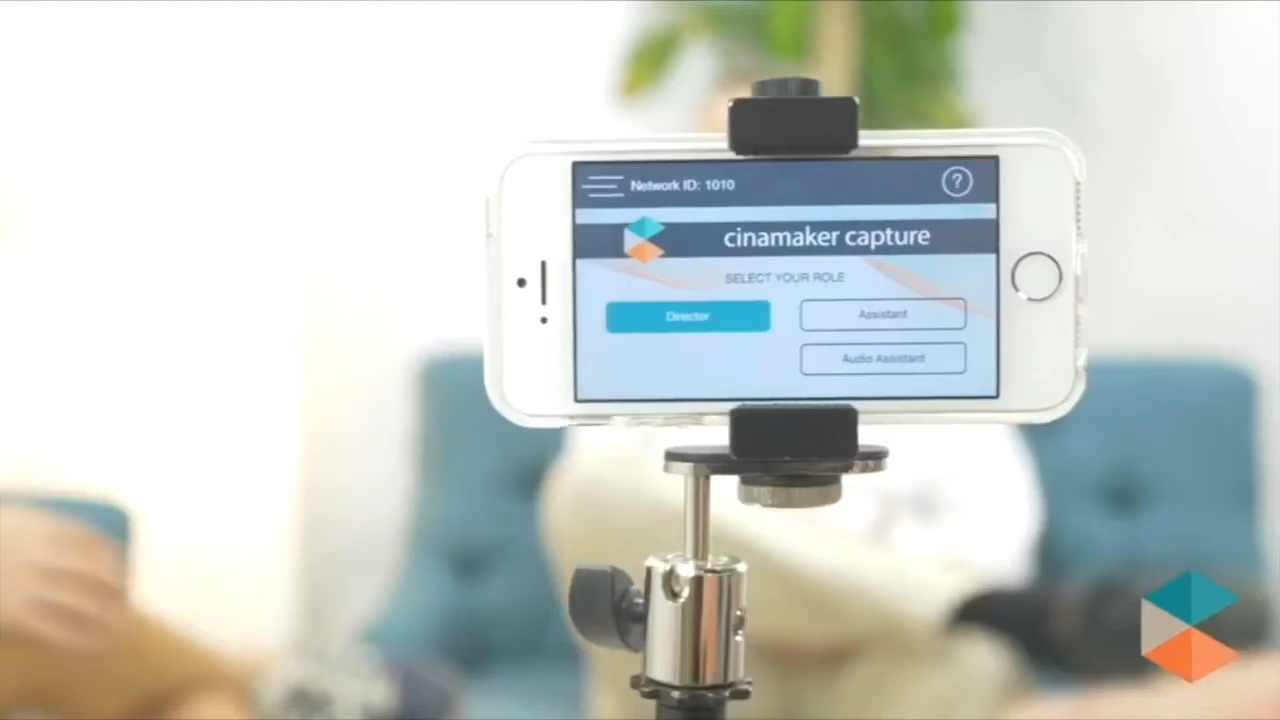 Network ID: 1010
?
cinamaker capture
SELECT YOUR ROLE
Director
Assistant
Audio Assistant